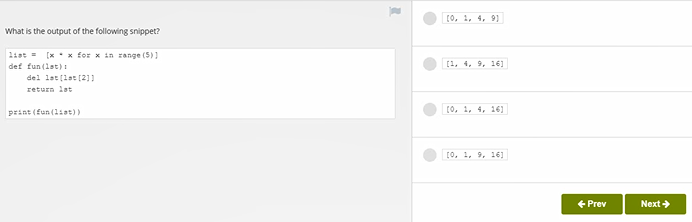 What is the output of the following snippet?
list = [x * x for x in range(5)]
def fun(lst):
    del lst[lst[2]]
    return lst

print(fun(list))
[0, 1, 4, 9]
[1, 4, 9, 16]
[0, 1, 4, 16]
[0, 1, 9, 16]
← Prev
Next →